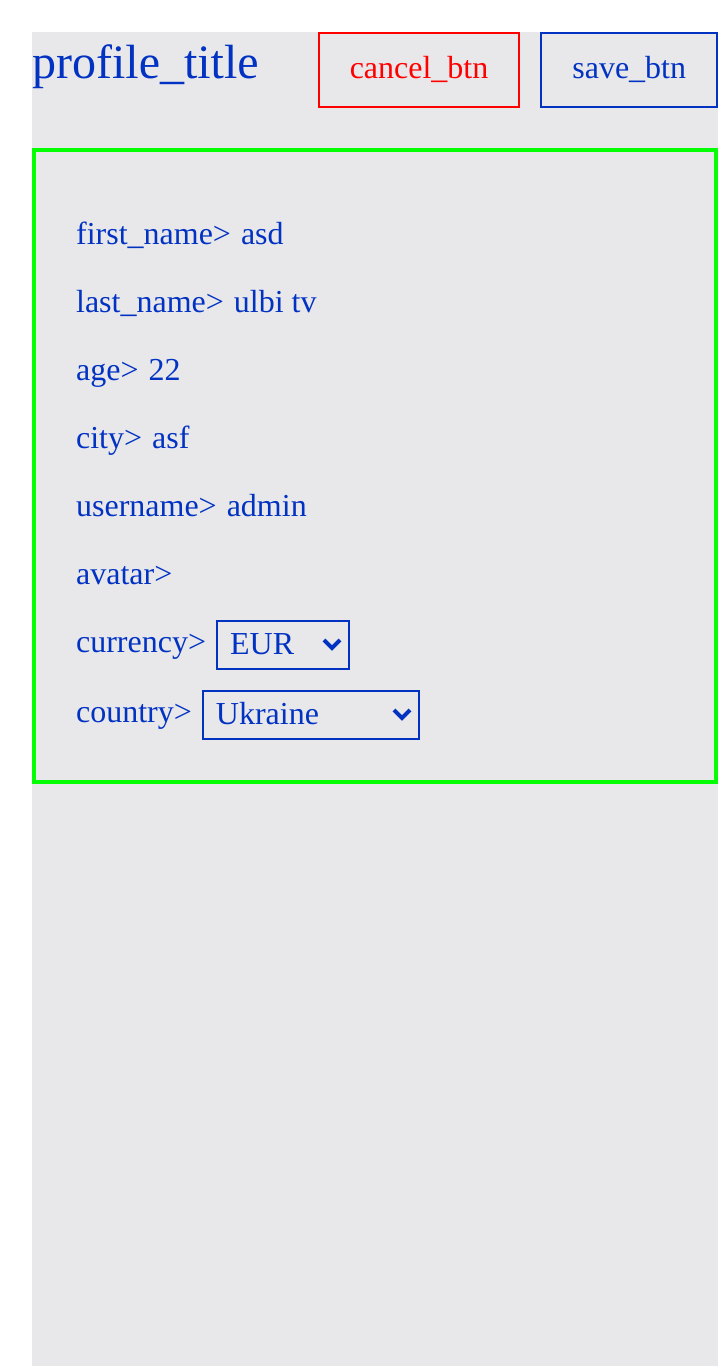 profile_title cancel_btn save_btn
first_name> asd
last_name> ulbi tv
age> 22
city> asf
username> admin
avatar>
currency> EUR
country> Ukraine